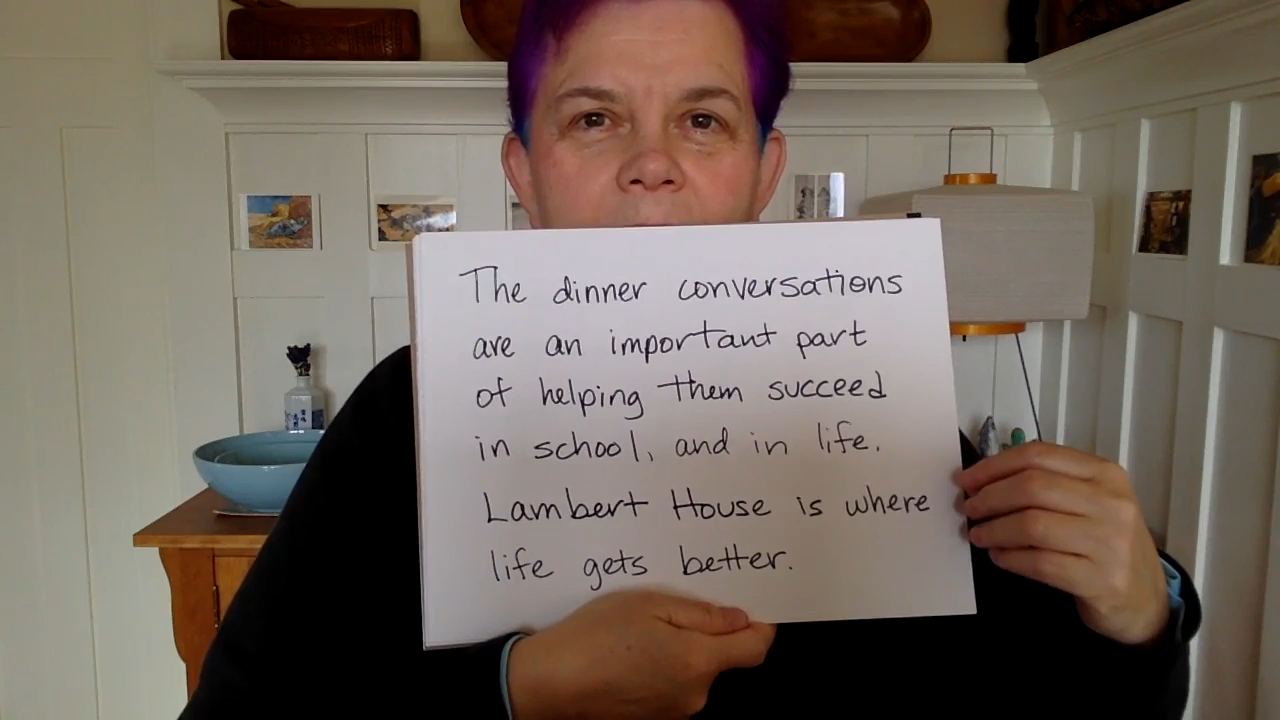 The dinner conversations
are an important part
of helping them succeed
in school, and in life.
Lambert House is where
life gets better.